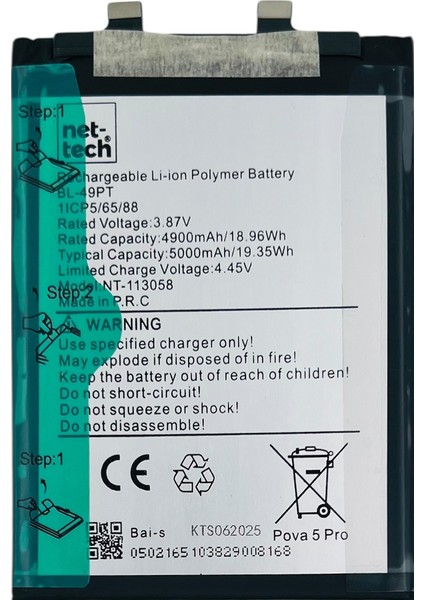 Step:1
net-
tech®
Rechargeable Li-ion Polymer Battery
BL-49PT
1ICP5/65/88
Rated Voltage:3.87V
Rated Capacity:4900mAh/18.96Wh
Typical Capacity:5000mAh/19.35Wh
Limited Charge Voltage:4.45V
Model:NT-113058
Step:2
Made in P.R.C
WARNING
Use specified charger only!
May explode if disposed of in fire!
Keep the battery out of reach of children!
Do not short-circuit!
Do not squeeze or shock!
Do not disassemble!
Step:1
CE
Bai-s KTS062025
Pova 5 Pro
0502165103829008168